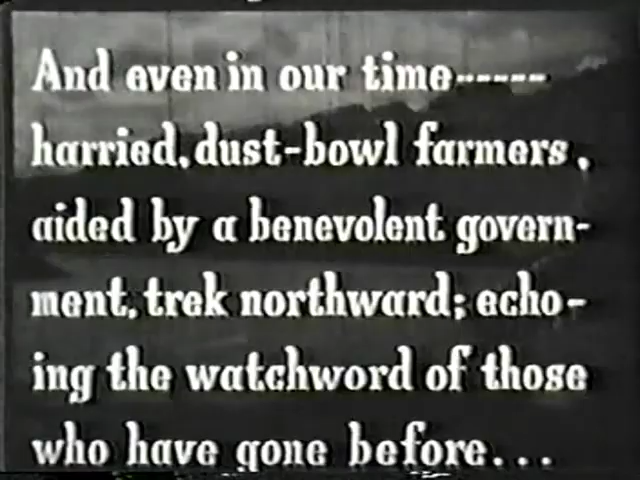 And even in our time------
harried, dust-bowl farmers,
aided by a benevolent govern-
ment, trek northward; echo-
ing the watchword of those
who have gone before...